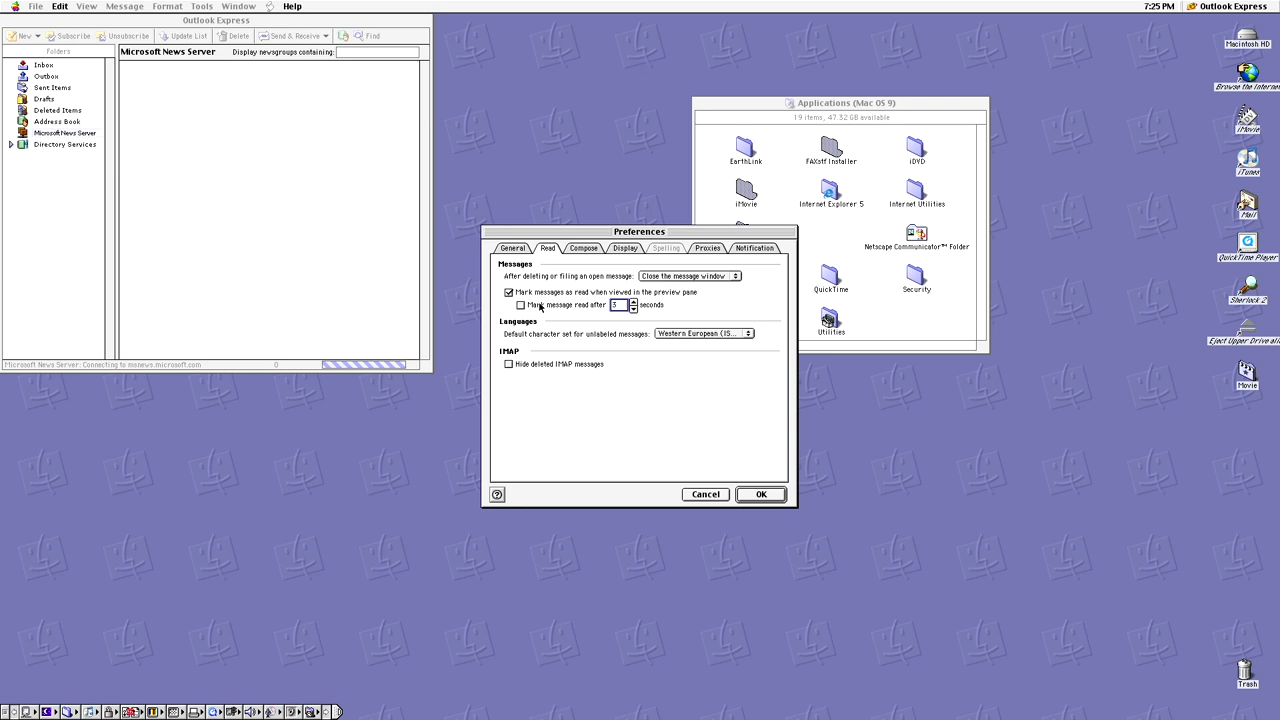 File Edit View Message Format Tools Window Help 7:25 PM Outlook Express
Outlook Express
New Subscribe Unsubscribe Update List Delete Send & Receive Find
Folders
Microsoft News Server Display newsgroups containing:
Inbox
Outbox
Sent Items
Drafts
Deleted Items
Address Book
Microsoft News Server
Directory Services
Microsoft News Server: Connecting to msnews.microsoft.com 0
Applications (Mac OS 9)
19 items, 47.32 GB available
EarthLink FAXstf Installer iDVD
iMovie Internet Explorer 5 Internet Utilities
Netscape Communicator™ Folder
QuickTime Security
Utilities
Preferences
General Read Compose Display Spelling Proxies Notification
Messages
After deleting or filing an open message: Close the message window
Mark messages as read when viewed in the preview pane
Mark message read after 3 seconds
Languages
Default character set for unlabeled messages: Western European (IS...
IMAP
Hide deleted IMAP messages
Cancel OK
Macintosh HD
Browse the Internet
iMovie
iTunes
Mail
QuickTime Player
Sherlock 2
Eject Upper Drive ali
Movie
Trash